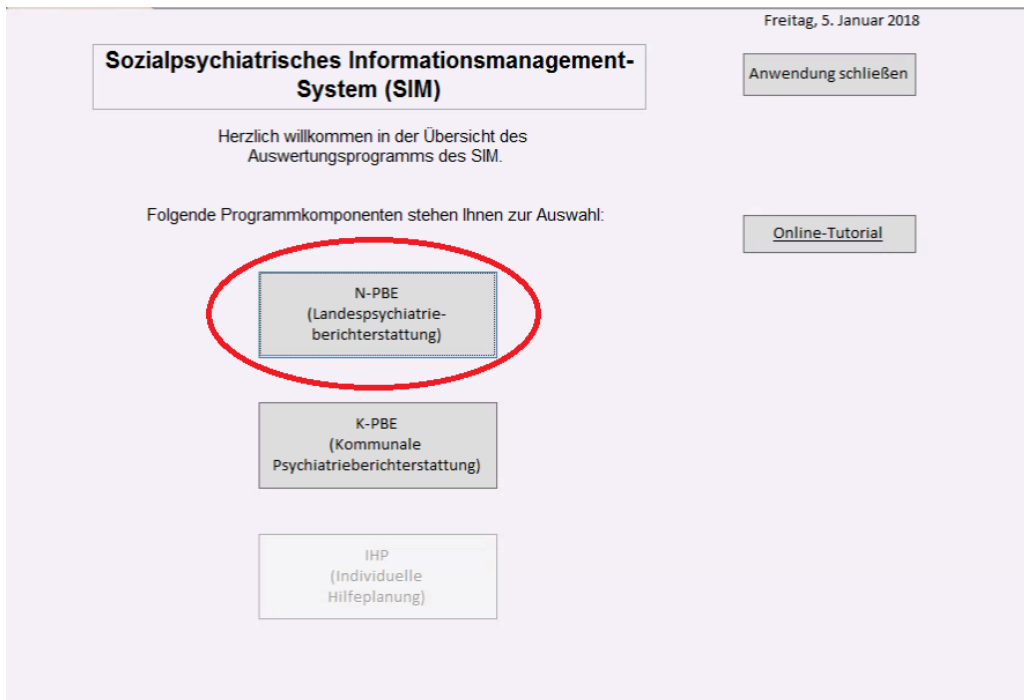 Freitag, 5. Januar 2018
Sozialpsychiatrisches Informationsmanagement-
System (SIM)
Anwendung schließen
Herzlich willkommen in der Übersicht des
Auswertungsprogramms des SIM.
Folgende Programmkomponenten stehen Ihnen zur Auswahl:
Online-Tutorial
N-PBE
(Landespsychiatrie-
berichterstattung)
K-PBE
(Kommunale
Psychiatrieberichterstattung)
IHP
(Individuelle
Hilfeplanung)